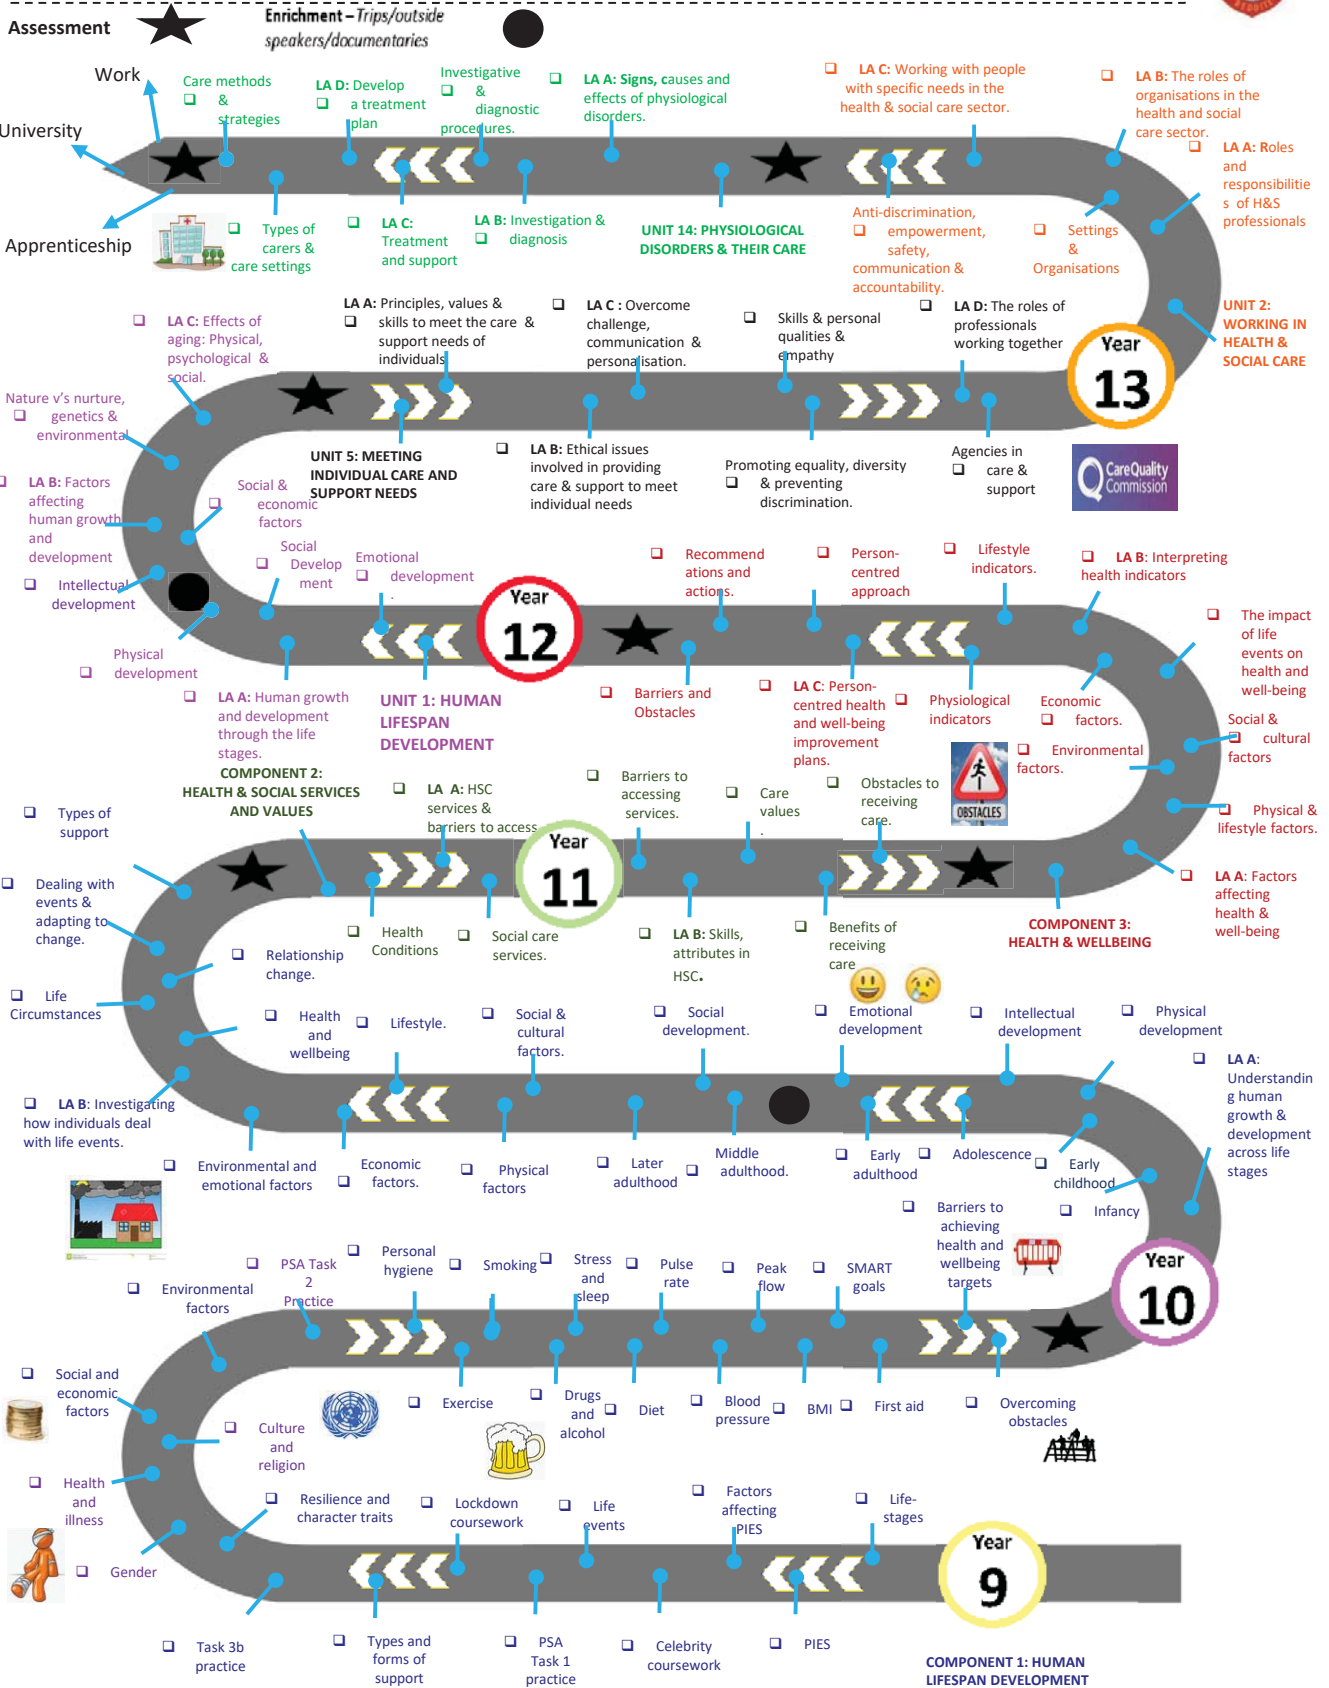 Assessment
Enrichment – Trips/outside
speakers/documentaries
Work
University
Apprenticeship
Care methods
&
strategies
LA D: Develop
a treatment
plan
Investigative
&
diagnostic
procedures.
LA A: Signs, causes and
effects of physiological
disorders.
LA C: Working with people
with specific needs in the
health & social care sector.
LA B: The roles of
organisations in the
health and social
care sector.
LA A: Roles
and
responsibilitie
s of H&S
professionals
Types of
carers &
care settings
LA C:
Treatment
and support
LA B: Investigation &
diagnosis
UNIT 14: PHYSIOLOGICAL
DISORDERS & THEIR CARE
Anti-discrimination,
empowerment,
safety,
communication &
accountability.
Settings
&
Organisations
UNIT 2:
WORKING IN
HEALTH &
SOCIAL CARE
LA C: Effects of
aging: Physical,
psychological &
social.
LA A: Principles, values &
skills to meet the care &
support needs of
individuals
LA C : Overcome
challenge,
communication &
personalisation.
Skills & personal
qualities &
empathy
LA D: The roles of
professionals
working together
Year
13
Nature v's nurture,
genetics &
environmental
UNIT 5: MEETING
INDIVIDUAL CARE AND
SUPPORT NEEDS
LA B: Ethical issues
involved in providing
care & support to meet
individual needs
Promoting equality, diversity
& preventing
discrimination.
Agencies in
care &
support
CareQuality
Commission
LA B: Factors
affecting
human growth
and
development
Social &
economic
factors
Social
Develop
ment
Emotional
development
.
Intellectual
development
Physical
development
LA A: Human growth
and development
through the life
stages.
UNIT 1: HUMAN
LIFESPAN
DEVELOPMENT
Year
12
Recommend
ations and
actions.
Person-
centred
approach
Lifestyle
indicators.
LA B: Interpreting
health indicators
The impact
of life
events on
health and
well-being
Barriers and
Obstacles
LA C: Person-
centred health
and well-being
improvement
plans.
Physiological
indicators
Economic
factors.
Social &
cultural
factors
Environmental
factors.
OBSTACLES
Physical &
lifestyle factors.
LA A: Factors
affecting
health &
well-being
COMPONENT 3:
HEALTH & WELLBEING
COMPONENT 2:
HEALTH & SOCIAL SERVICES
AND VALUES
LA A: HSC
services &
barriers to access
Barriers to
accessing
services.
Care
values
.
Obstacles to
receiving
care.
Year
11
Types of
support
Dealing with
events &
adapting to
change.
Health
Conditions
Social care
services.
LA B: Skills,
attributes in
HSC.
Benefits of
receiving
care
Relationship
change.
Life
Circumstances
Health
and
wellbeing
Lifestyle.
Social &
cultural
factors.
Social
development.
Emotional
development
Intellectual
development
Physical
development
LA A:
Understandin
g human
growth &
development
across life
stages
LA B: Investigating
how individuals deal
with life events.
Environmental and
emotional factors
Economic
factors.
Physical
factors
Later
adulthood
Middle
adulthood.
Early
adulthood
Adolescence
Early
childhood
Infancy
Year
10
Environmental
factors
PSA Task
2
Practice
Personal
hygiene
Smoking
Stress
and
sleep
Pulse
rate
Peak
flow
SMART
goals
Barriers to
achieving
health and
wellbeing
targets
Social and
economic
factors
Exercise
Drugs
and
alcohol
Diet
Blood
pressure
BMI
First aid
Overcoming
obstacles
Culture
and
religion
Health
and
illness
Resilience and
character traits
Lockdown
coursework
Life
events
Factors
affecting
PIES
Life-
stages
Gender
Year
9
Task 3b
practice
Types and
forms of
support
PSA
Task 1
practice
Celebrity
coursework
PIES
COMPONENT 1: HUMAN
LIFESPAN DEVELOPMENT